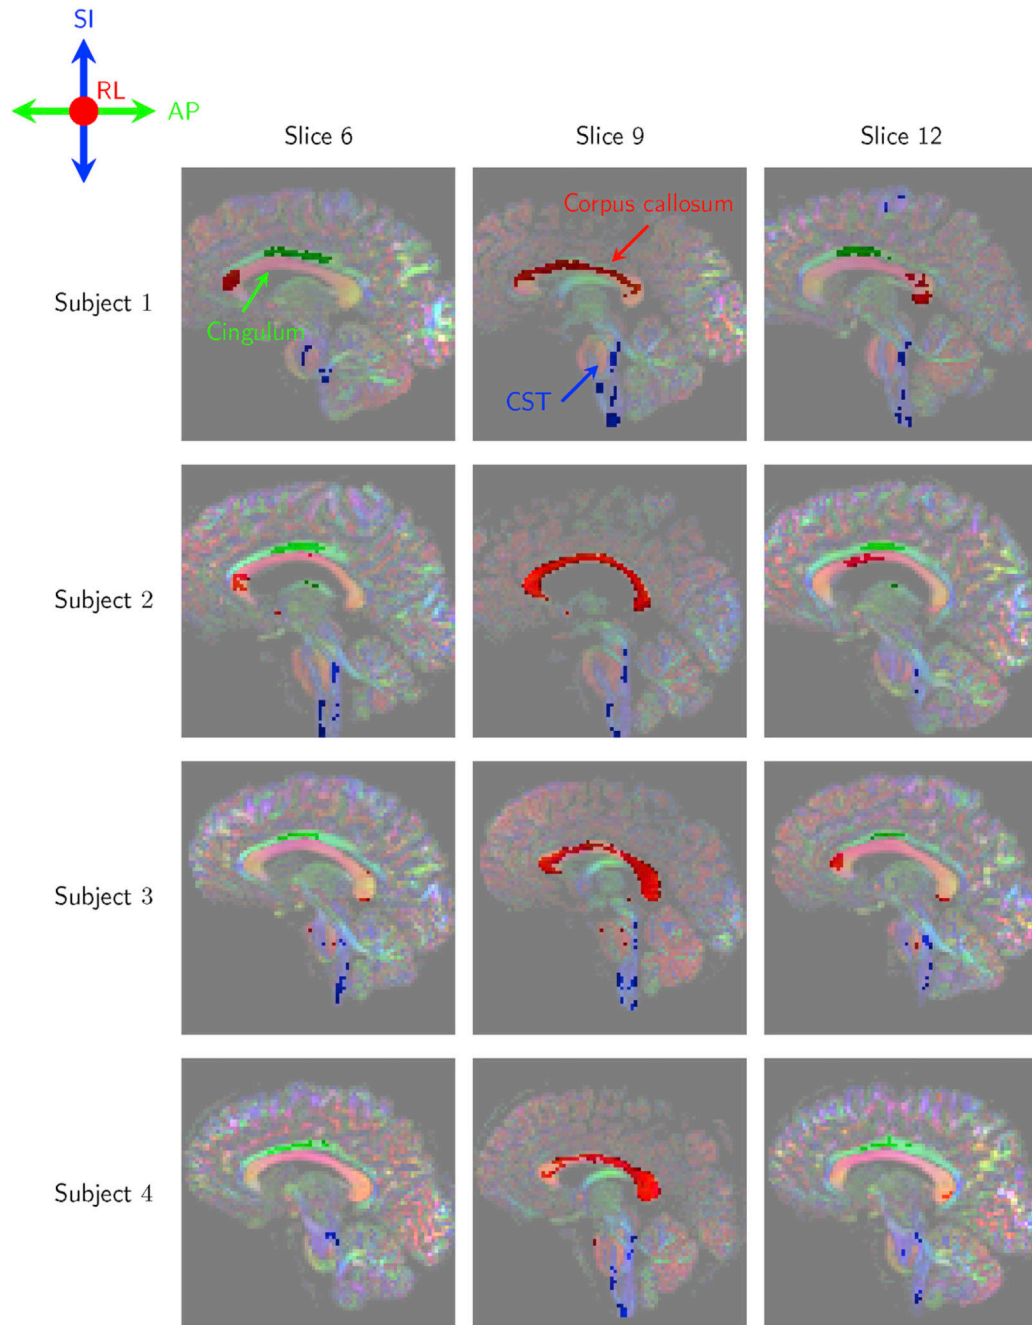 SI
RL
AP
Slice 6
Slice 9
Slice 12
Corpus callosum
Subject 1
Cingulum
CST
Subject 2
Subject 3
Subject 4